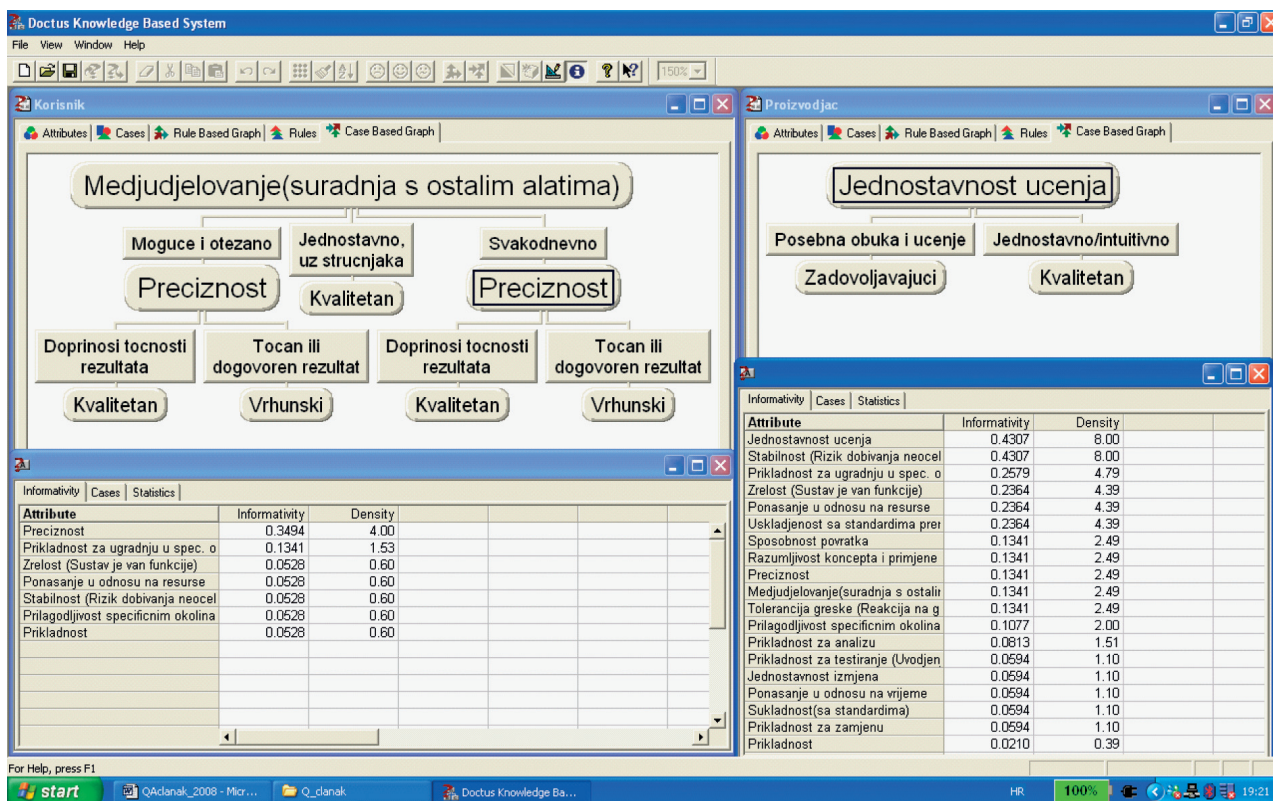 Doctus Knowledge Based System
File View Window Help
150%
Korisnik
Attributes Cases Rule Based Graph Rules Case Based Graph
Medjudjelovanje(suradnja s ostalim alatima)
Moguce i otezano
Jednostavno,
uz strucnjaka
Svakodnevno
Preciznost
Kvalitetan
Preciznost
Doprinosi tocnosti
rezultata
Tocan ili
dogovoren rezultat
Doprinosi tocnosti
rezultata
Tocan ili
dogovoren rezultat
Kvalitetan
Vrhunski
Kvalitetan
Vrhunski
Informativity Cases Statistics
Attribute Informativity Density
Preciznost 0.3494 4.00
Prikladnost za ugradnju u spec. o 0.1341 1.53
Zrelost (Sustav je van funkcije) 0.0528 0.60
Ponasanje u odnosu na resurse 0.0528 0.60
Stabilnost (Rizik dobivanja neocel 0.0528 0.60
Prilagodljivost specificnim okolina 0.0528 0.60
Prikladnost 0.0528 0.60
Proizvodjac
Attributes Cases Rule Based Graph Rules Case Based Graph
Jednostavnost ucenja
Posebna obuka i ucenje
Jednostavno/intuitivno
Zadovoljavajuci
Kvalitetan
Informativity Cases Statistics
Attribute Informativity Density
Jednostavnost ucenja 0.4307 8.00
Stabilnost (Rizik dobivanja neocel 0.4307 8.00
Prikladnost za ugradnju u spec. o 0.2579 4.79
Zrelost (Sustav je van funkcije) 0.2364 4.39
Ponasanje u odnosu na resurse 0.2364 4.39
Uskladjenost sa standardima prer 0.2364 4.39
Sposobnost povratka 0.1341 2.49
Razumljivost koncepta i primjene 0.1341 2.49
Preciznost 0.1341 2.49
Medjudjelovanje(suradnja s ostalir 0.1341 2.49
Tolerancija greske (Reakcija na g 0.1341 2.49
Prilagodljivost specificnim okolina 0.1077 2.00
Prikladnost za analizu 0.0813 1.51
Prikladnost za testiranje (Uvodjen 0.0594 1.10
Jednostavnost izmjena 0.0594 1.10
Ponasanje u odnosu na vrijeme 0.0594 1.10
Sukladnost(sa standardima) 0.0594 1.10
Prikladnost za zamjenu 0.0594 1.10
Prikladnost 0.0210 0.39
For Help, press F1
start QAclanak_2008 - Micr... Q_clanak Doctus Knowledge Ba... HR 100% 19:21